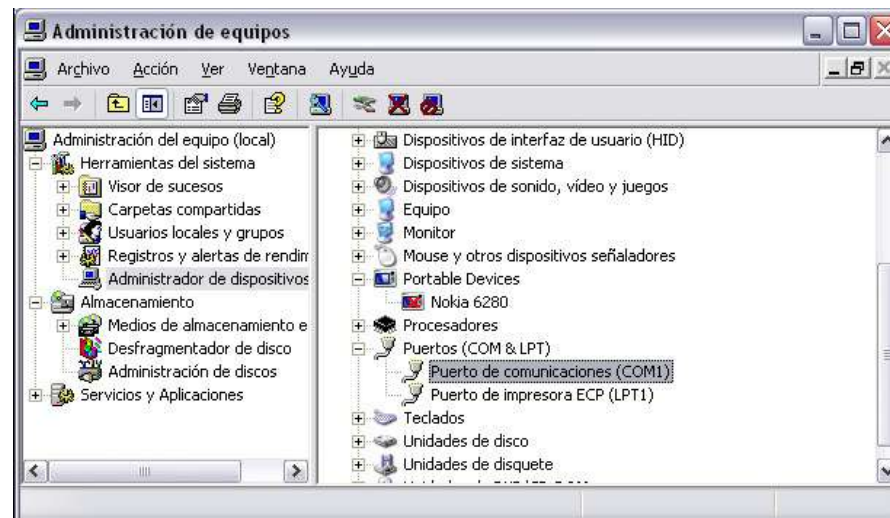 Administración de equipos
Archivo Acción Ver Ventana Ayuda
Administración del equipo (local)
Herramientas del sistema
Visor de sucesos
Carpetas compartidas
Usuarios locales y grupos
Registros y alertas de rendim
Administrador de dispositivos
Almacenamiento
Medios de almacenamiento e
Desfragmentador de disco
Administración de discos
Servicios y Aplicaciones
Dispositivos de interfaz de usuario (HID)
Dispositivos de sistema
Dispositivos de sonido, vídeo y juegos
Equipo
Monitor
Mouse y otros dispositivos señaladores
Portable Devices
Nokia 6280
Procesadores
Puertos (COM & LPT)
Puerto de comunicaciones (COM1)
Puerto de impresora ECP (LPT1)
Teclados
Unidades de disco
Unidades de disquete